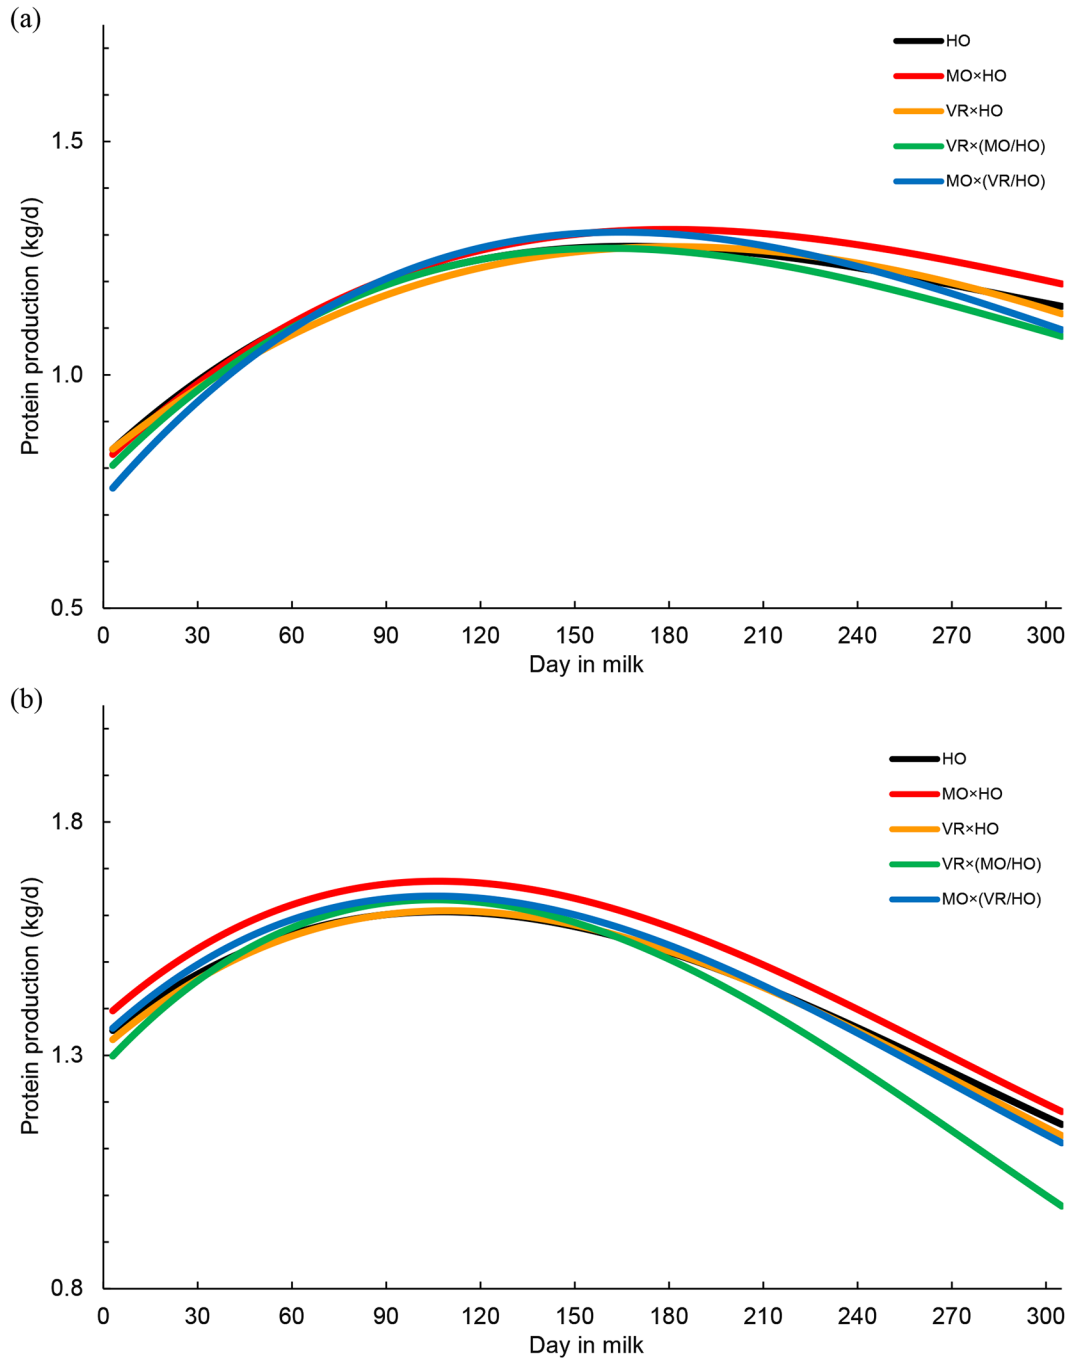 (a)
HO
MO×HO
VR×HO
VR×(MO/HO)
MO×(VR/HO)
Protein production (kg/d)
1.5
1.0
0.5
0 30 60 90 120 150 180 210 240 270 300
Day in milk
(b)
HO
MO×HO
VR×HO
VR×(MO/HO)
MO×(VR/HO)
Protein production (kg/d)
1.8
1.3
0.8
0 30 60 90 120 150 180 210 240 270 300
Day in milk